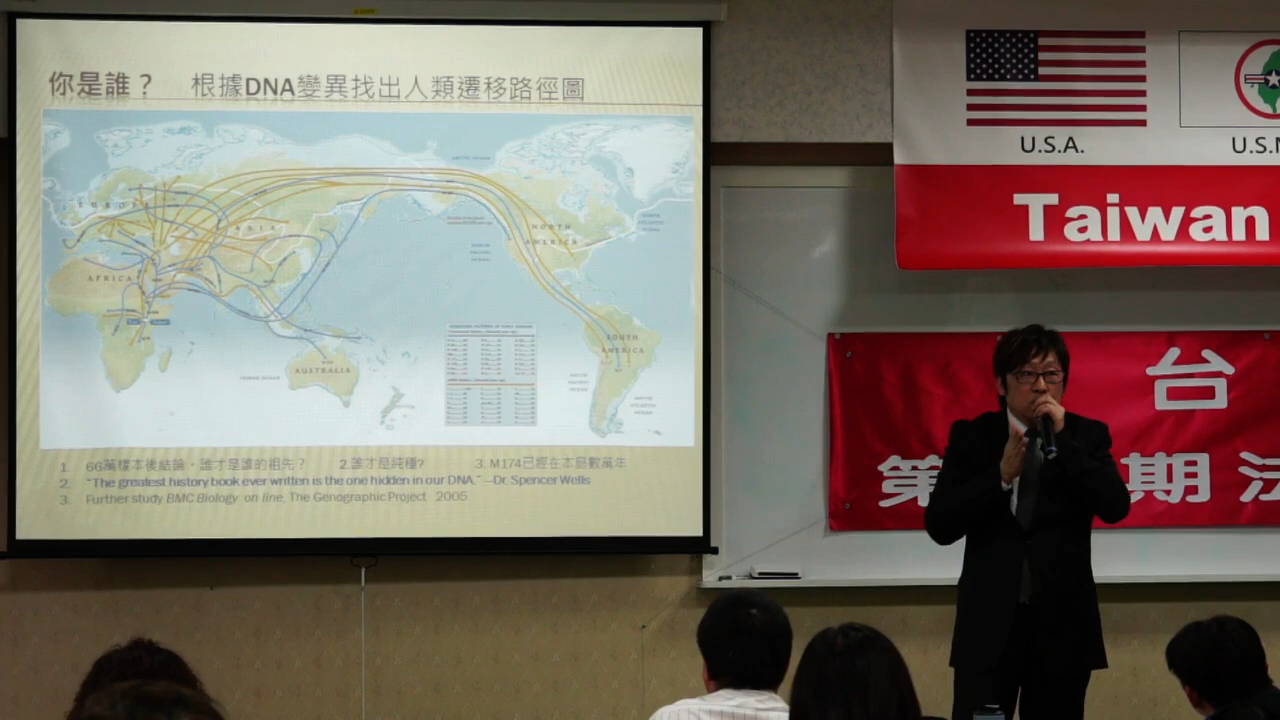 你是誰？ 根據DNA變異找出人類遷移路徑圖
EUROPE
ASIA
AFRICA
NORTH AMERICA
SOUTH AMERICA
AUSTRALIA
1. 66萬樣本後結論，誰才是誰的祖先？ 2.誰才是純種? 3. M174已經在本島數萬年
2. "The greatest history book ever written is the one hidden in our DNA." —Dr. Spencer Wells
3. Further study BMC Biology on line, The Genographic Project 2005
U.S.A.
U.S.
Taiwan
台
第 期 法